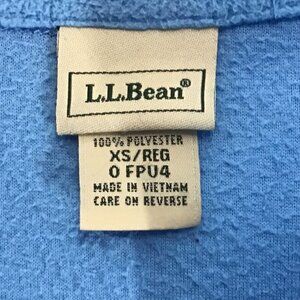 L.L.Bean®
100% POLYESTER
XS/REG
0 FPU4
MADE IN VIETNAM
CARE ON REVERSE